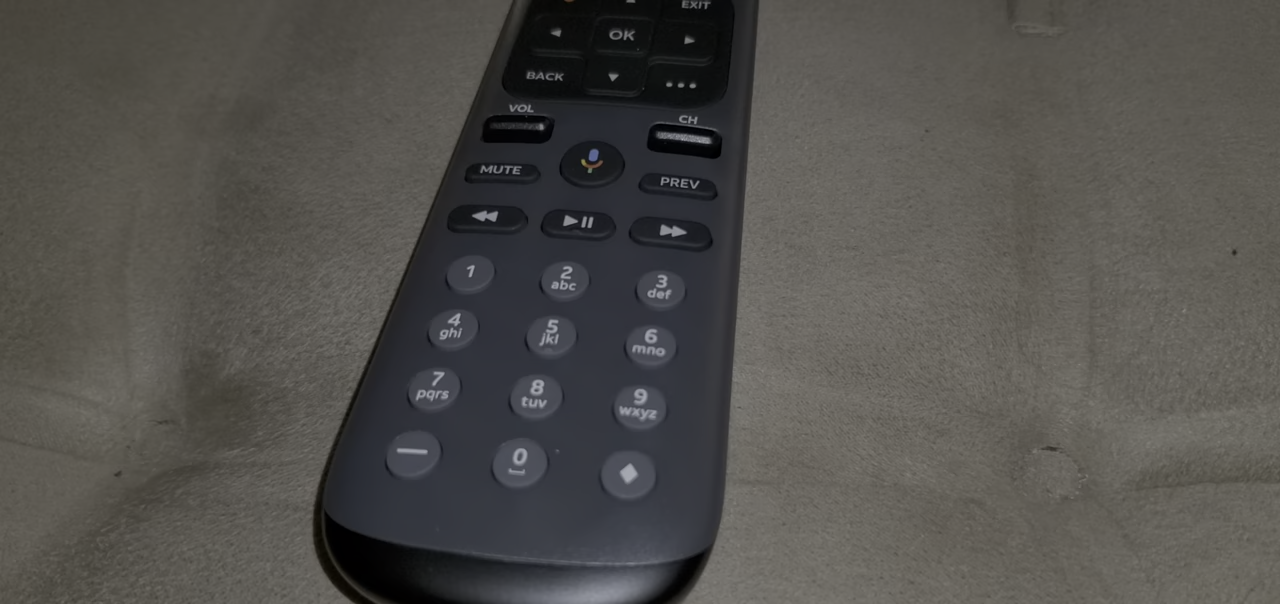 EXIT
OK
BACK
VOL
CH
MUTE
PREV
1
2
abc
3
def
4
ghi
5
jkl
6
mno
7
pqrs
8
tuv
9
wxyz
0